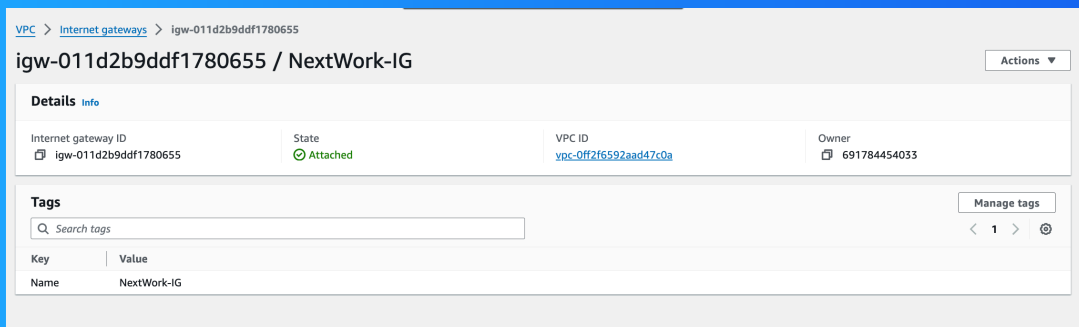 VPC > Internet gateways > igw-011d2b9ddf1780655
igw-011d2b9ddf1780655 / NextWork-IG
Actions ▼
Details Info
Internet gateway ID State VPC ID Owner
igw-011d2b9ddf1780655 Attached vpc-0ff2f6592aad47c0a 691784454033
Tags
Manage tags
Search tags
< 1 >
Key Value
Name NextWork-IG